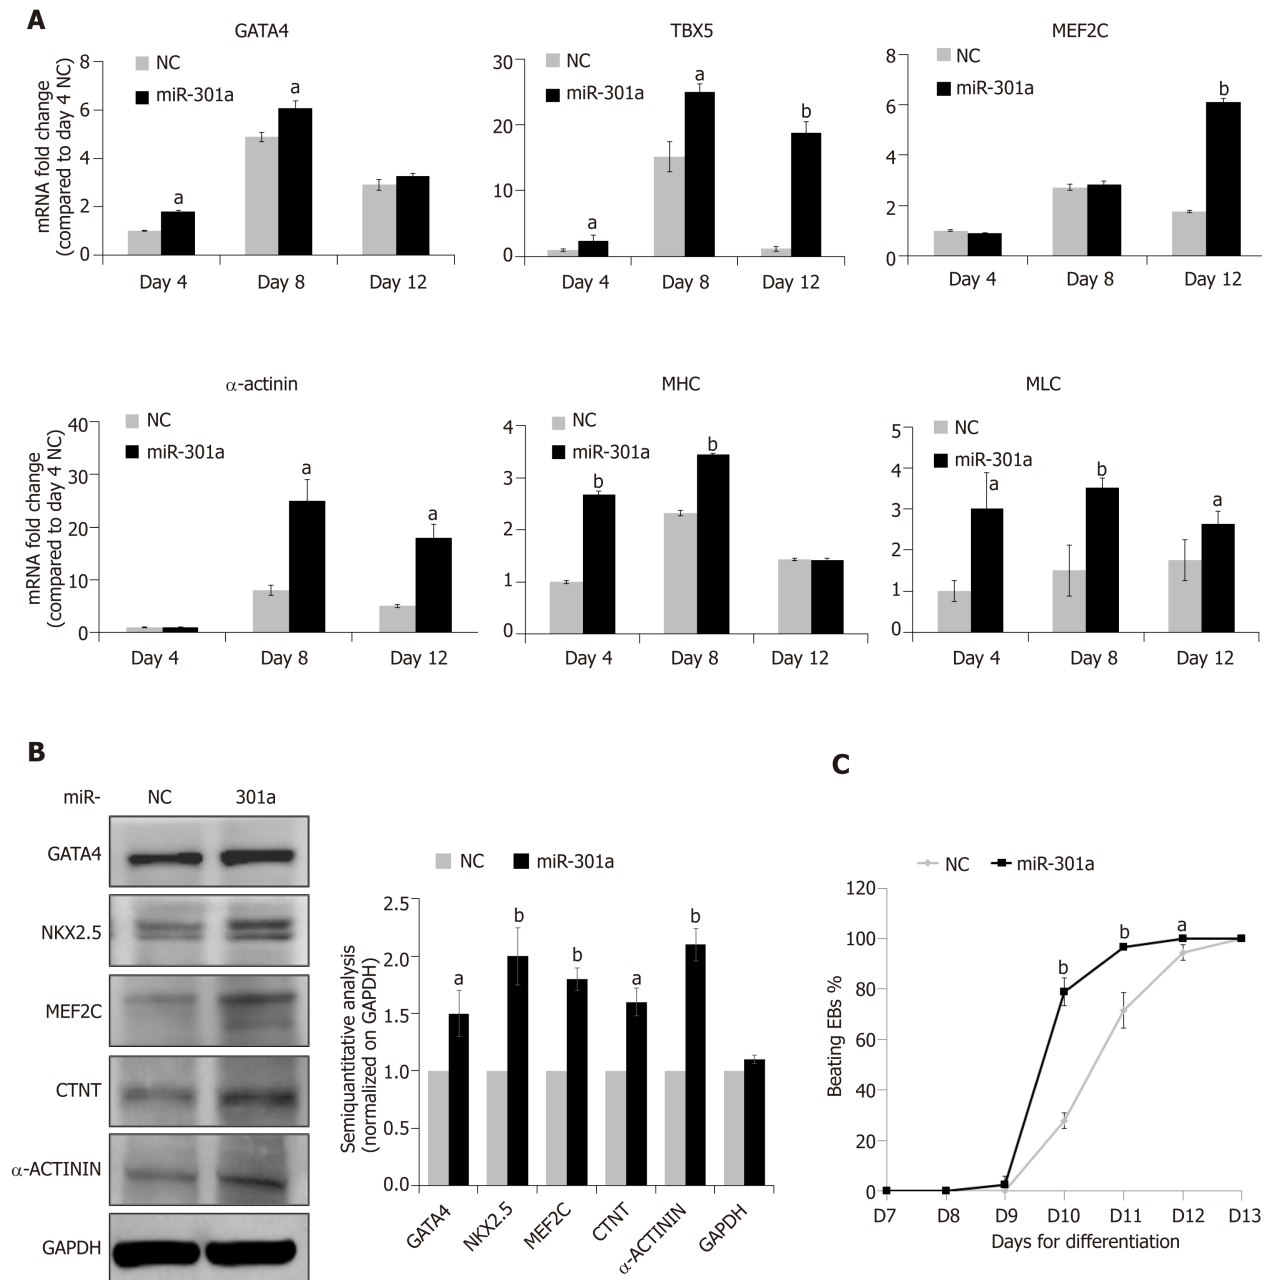 A
GATA4
TBX5
MEF2C
mRNA fold change
(compared to day 4 NC)
8
6
4
2
0
NC
miR-301a
a
a
Day 4
Day 8
Day 12
30
20
10
0
NC
miR-301a
a
a
b
Day 4
Day 8
Day 12
8
6
4
2
0
NC
miR-301a
b
Day 4
Day 8
Day 12
α-actinin
MHC
MLC
mRNA fold change
(compared to day 4 NC)
40
30
20
10
0
NC
miR-301a
a
a
Day 4
Day 8
Day 12
4
3
2
1
0
NC
miR-301a
b
b
Day 4
Day 8
Day 12
5
4
3
2
1
0
NC
miR-301a
a
b
a
Day 4
Day 8
Day 12
B
miR-
NC
301a
GATA4
NKX2.5
MEF2C
CTNT
α-ACTININ
GAPDH
NC
miR-301a
Semiquantitative analysis
(normalized on GAPDH)
2.5
2.0
1.5
1.0
0.5
0.0
a
b
b
a
b
GATA4
NKX2.5
MEF2C
CTNT
α-ACTININ
GAPDH
C
NC
miR-301a
Beating EBs %
120
100
80
60
40
20
0
b
b
a
D7
D8
D9
D10
D11
D12
D13
Days for differentiation